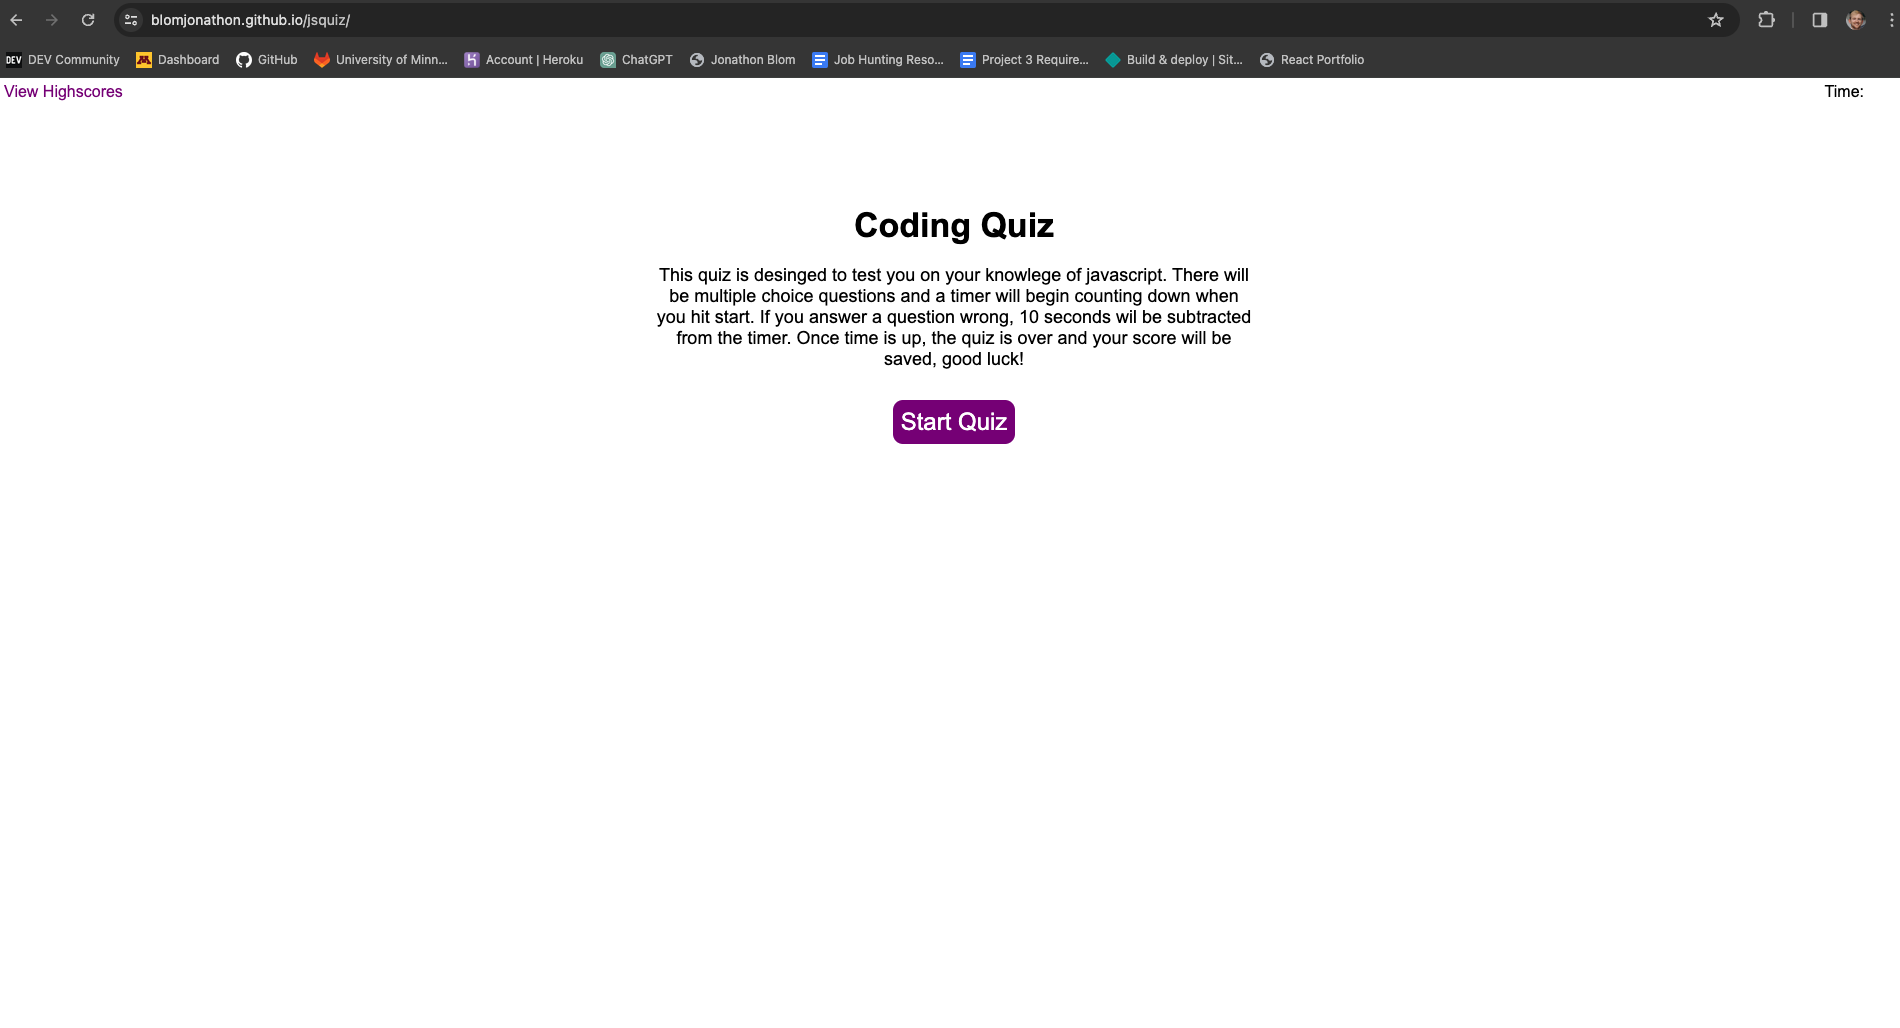 blomjonathon.github.io/jsquiz/
DEV DEV Community Dashboard GitHub University of Minn... Account | Heroku ChatGPT Jonathon Blom Job Hunting Reso... Project 3 Require... Build & deploy | Sit... React Portfolio
View Highscores Time:
Coding Quiz
This quiz is desinged to test you on your knowlege of javascript. There will
be multiple choice questions and a timer will begin counting down when
you hit start. If you answer a question wrong, 10 seconds wil be subtracted
from the timer. Once time is up, the quiz is over and your score will be
saved, good luck!
Start Quiz